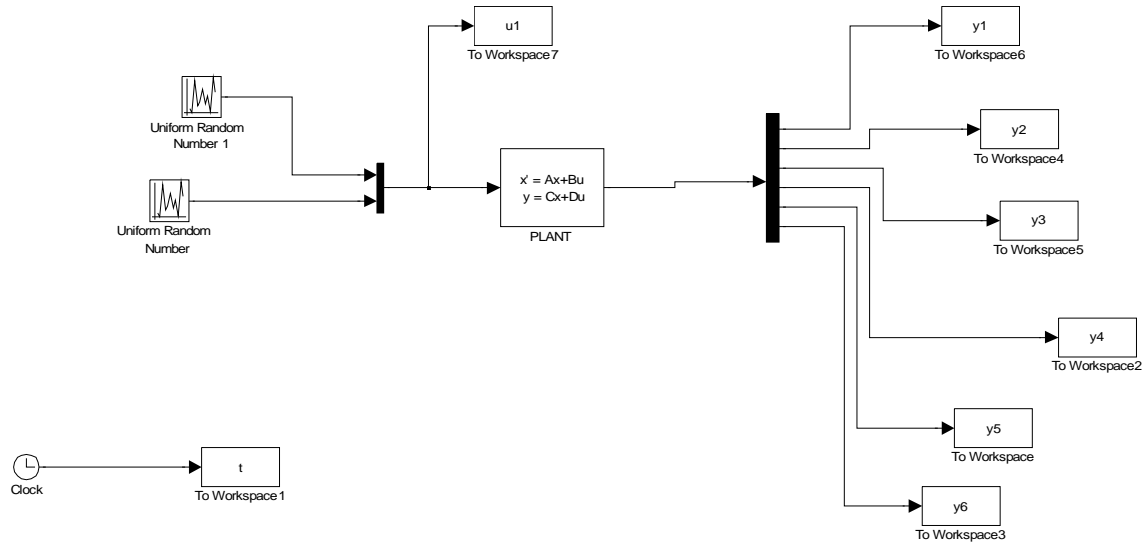 u1
To Workspace7
y1
To Workspace6
Uniform Random
Number 1
y2
To Workspace4
x' = Ax+Bu
y = Cx+Du
PLANT
Uniform Random
Number
y3
To Workspace5
y4
To Workspace2
y5
To Workspace
t
To Workspace1
Clock
y6
To Workspace3